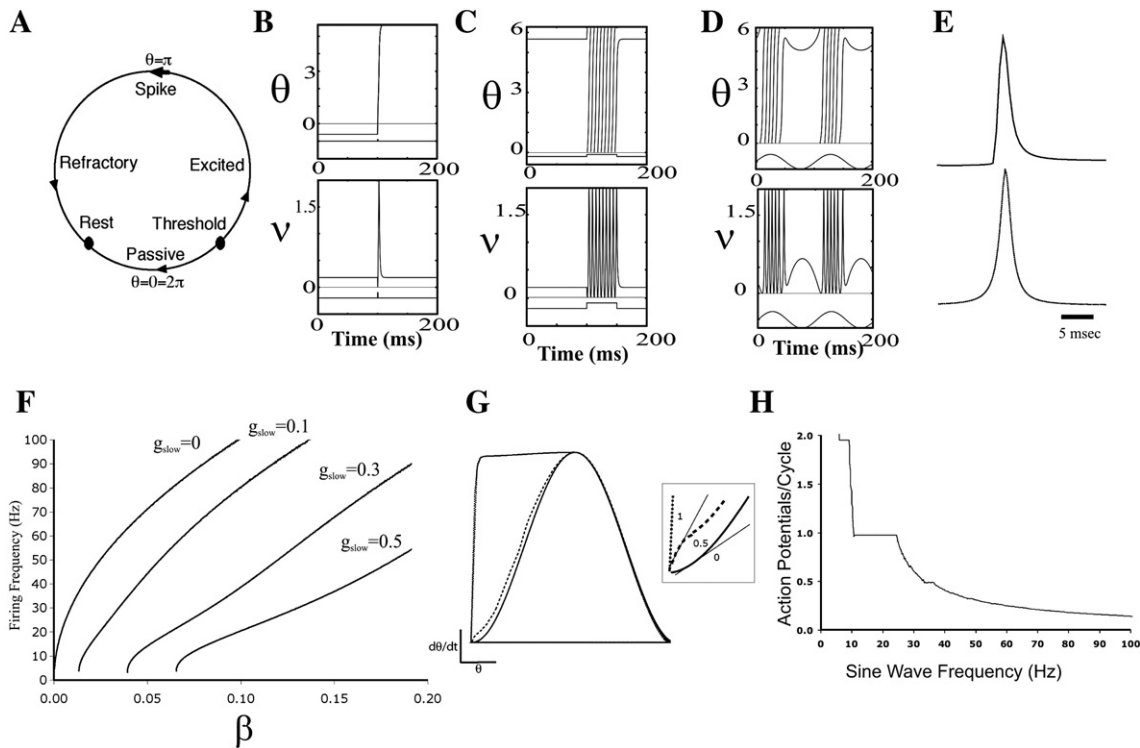 A
θ=π
Spike
Refractory
Excited
Rest
Threshold
Passive
θ=0=2π
B
θ
3
0
ν
1.5
0
0
200
Time (ms)
C
6
θ
3
0
0
200
ν
1.5
0
0
200
Time (ms)
D
6
θ
3
0
0
200
ν
1.5
0
0
200
Time (ms)
E
5 msec
F
Firing Frequency (Hz)
100
90
80
70
60
50
40
30
20
10
0
g_slow=0
g_slow=0.1
g_slow=0.3
g_slow=0.5
0.00
0.05
0.10
0.15
0.20
β
G
dθ/dt
θ
1
0.5
0
H
Action Potentials/Cycle
2.0
1.5
1.0
0.5
0.0
0
10
20
30
40
50
60
70
80
90
100
Sine Wave Frequency (Hz)